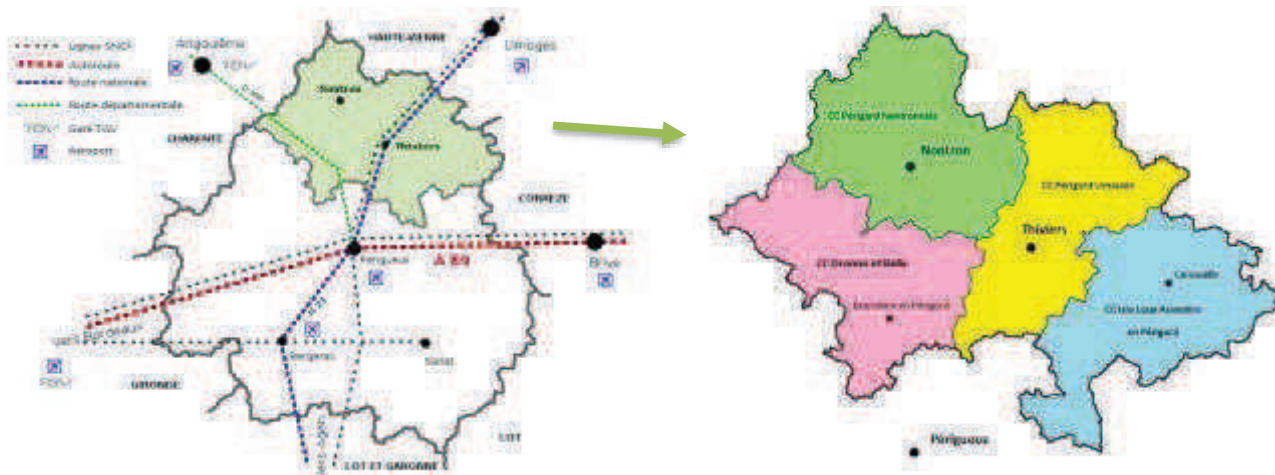 Lignes SNCF
Autoroute
Route nationale
Route départementale
Gare TGV
Aéroport
Angoulême
HAUTE-VIENNE
Limoges
Nontron
CHARENTE
Thiviers
CORREZE
Périgueux
A 89
Brive
Bordeaux
Bergerac
Sarlat
GIRONDE
LOT
LOT ET GARONNE
CC Périgord Nontronnais
Nontron
CC Périgord Limousin
Thiviers
CC Dronne et Belle
Brantôme en Périgord
CC Isle Loue Auvézère
en Périgord
Périgueux